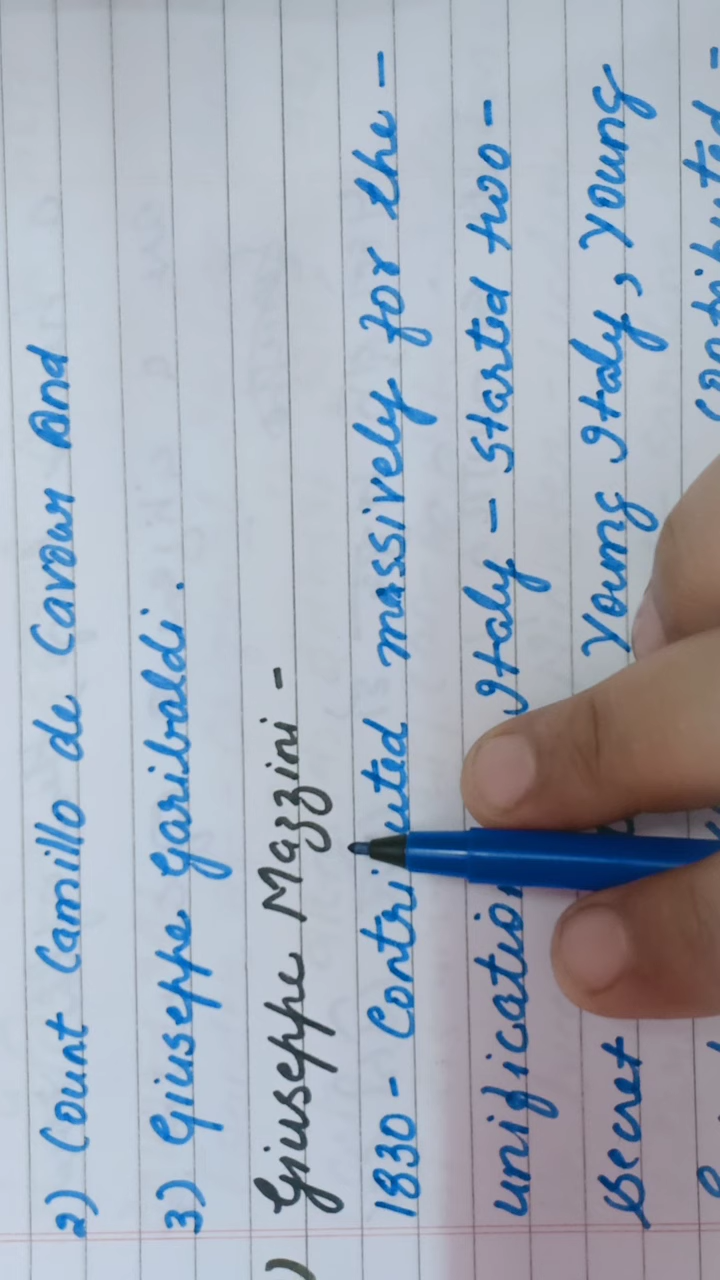 2) Count Camillo de Cavour And
3) Giuseppe Garibaldi.
) Giuseppe Mazzini -
1830 - Contributed massively for the -
unification Italy - Started two -
secret Young Italy, Young